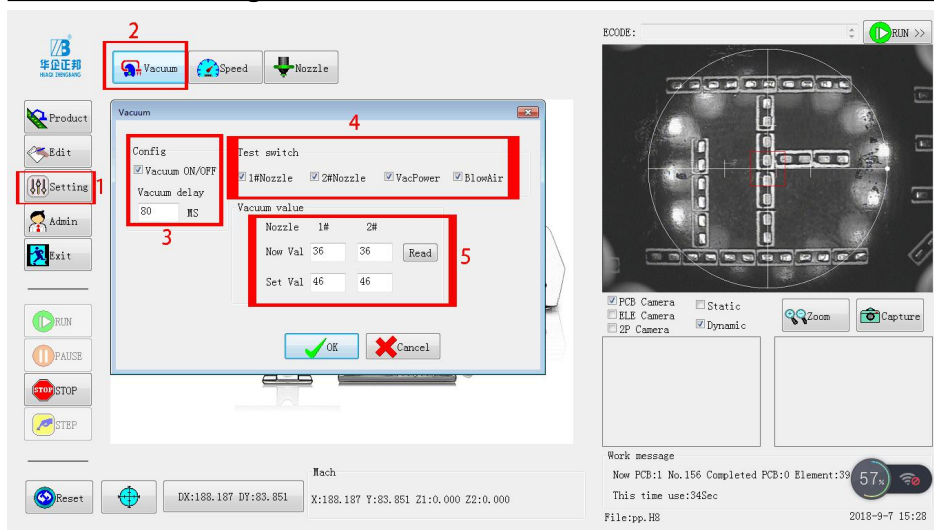 华企正邦
HUAQI ZHENGBANG
2
Vacuum
Speed
Nozzle
ECODE:
RUN >>
Product
Edit
Setting
1
Admin
Exit
RUN
PAUSE
STOP
STOP
STEP
Reset
Vacuum
Config
Vacuum ON/OFF
Vacuum delay
80 MS
3
4
Test switch
1#Nozzle 2#Nozzle VacPower BlowAir
Vacuum value
Nozzle 1# 2#
Now Val 36 36 Read
Set Val 46 46
5
OK Cancel
PCB Camera
ELE Camera
2P Camera
Static
Dynamic
Zoom
Capture
DX:188.187 DY:83.851
Mach
X:188.187 Y:83.851 Z1:0.000 Z2:0.000
Work message
Now PCB:1 No.156 Completed PCB:0 Element:39
This time use:34Sec
57%
File:pp.H8
2018-9-7 15:28